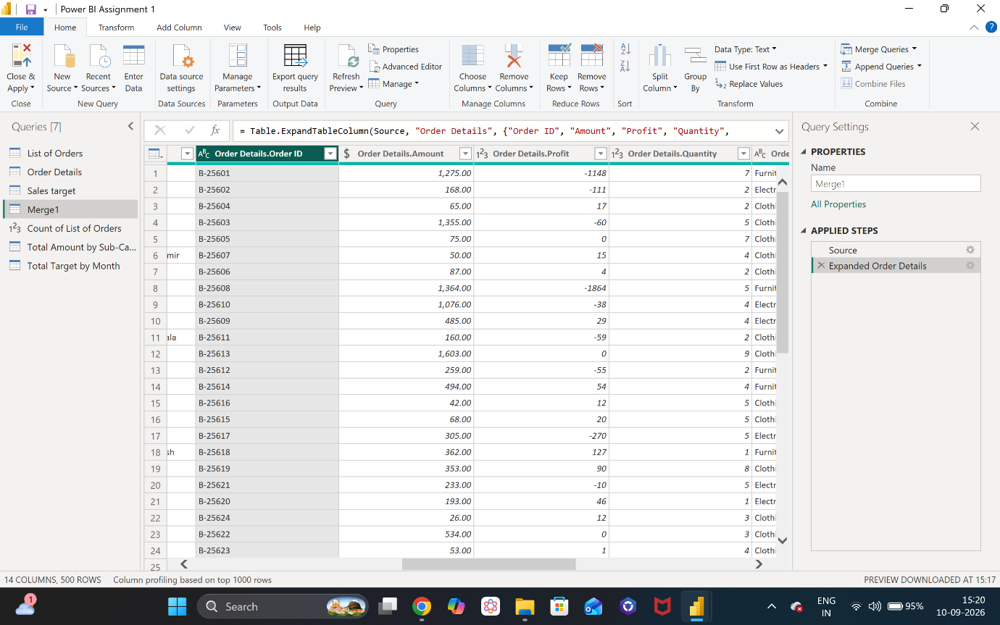 Power BI Assignment 1
File Home Transform Add Column View Tools Help
Close & Apply
New Source
Recent Sources
Enter Data
Data source settings
Manage Parameters
Export query results
Refresh Preview
Properties
Advanced Editor
Manage
Choose Columns
Remove Columns
Keep Rows
Remove Rows
Split Column
Group By
Data Type: Text
Use First Row as Headers
Replace Values
Merge Queries
Append Queries
Combine Files
Close New Query Data Sources Parameters Output Data Query Manage Columns Reduce Rows Sort Transform Combine
Queries [7]
List of Orders
Order Details
Sales target
Merge1
Count of List of Orders
Total Amount by Sub-Ca...
Total Target by Month
= Table.ExpandTableColumn(Source, "Order Details", {"Order ID", "Amount", "Profit", "Quantity",
Order Details.Order ID Order Details.Amount Order Details.Profit Order Details.Quantity Orde
1 B-25601 1,275.00 -1148 7 Furnit
2 B-25602 168.00 -111 2 Electr
3 B-25604 65.00 17 2 Clothi
4 B-25603 1,355.00 -60 5 Clothi
5 B-25605 75.00 0 7 Clothi
6 mir B-25607 50.00 15 4 Clothi
7 B-25606 87.00 4 2 Clothi
8 B-25608 1,364.00 -1864 5 Furnit
9 B-25610 1,076.00 -38 4 Electr
10 B-25609 485.00 29 4 Electr
11 ala B-25611 160.00 -59 2 Clothi
12 B-25613 1,603.00 0 9 Clothi
13 B-25612 259.00 -55 2 Furnit
14 B-25614 494.00 54 4 Furnit
15 B-25616 42.00 12 5 Clothi
16 B-25615 68.00 20 5 Clothi
17 B-25617 305.00 -270 5 Electr
18 sh B-25618 362.00 127 1 Furnit
19 B-25619 353.00 90 8 Clothi
20 B-25621 233.00 -10 5 Electr
21 B-25620 193.00 46 1 Electr
22 B-25624 26.00 12 3 Clothi
23 B-25622 534.00 0 3 Clothi
24 B-25623 53.00 1 4 Clothi
25
Query Settings
PROPERTIES
Name
Merge1
All Properties
APPLIED STEPS
Source
Expanded Order Details
14 COLUMNS, 500 ROWS Column profiling based on top 1000 rows PREVIEW DOWNLOADED AT 15:17
1
Search
ENG
IN
95%
15:20
10-09-2026